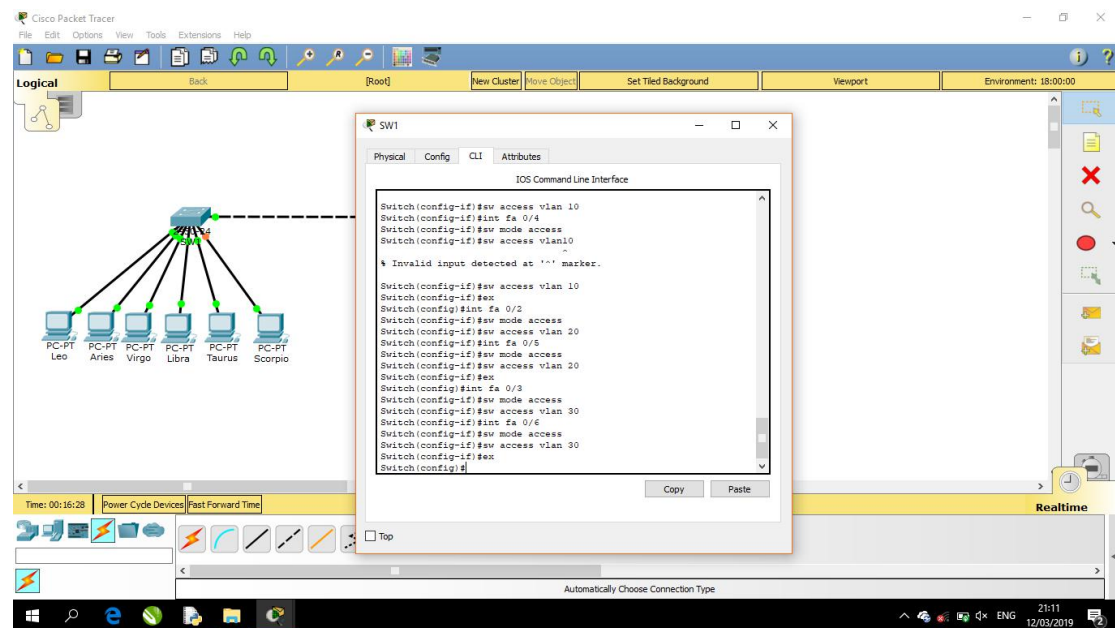 Cisco Packet Tracer
File Edit Options View Tools Extensions Help
Logical Back [Root] New Cluster Move Object Set Tiled Background Viewport Environment: 18:00:00
SW1
Physical Config CLI Attributes
IOS Command Line Interface
Switch(config-if)#sw access vlan 10
Switch(config-if)#int fa 0/4
Switch(config-if)#sw mode access
Switch(config-if)#sw access vlan10
^
% Invalid input detected at '^' marker.
Switch(config-if)#sw access vlan 10
Switch(config-if)#ex
Switch(config)#int fa 0/2
Switch(config-if)#sw mode access
Switch(config-if)#sw access vlan 20
Switch(config-if)#int fa 0/5
Switch(config-if)#sw mode access
Switch(config-if)#sw access vlan 20
Switch(config-if)#ex
Switch(config)#int fa 0/3
Switch(config-if)#sw mode access
Switch(config-if)#sw access vlan 30
Switch(config-if)#int fa 0/6
Switch(config-if)#sw mode access
Switch(config-if)#sw access vlan 30
Switch(config-if)#ex
Switch(config)#
Copy Paste
Top
SW1
PC-PT PC-PT PC-PT PC-PT PC-PT PC-PT
Leo Aries Virgo Libra Taurus Scorpio
Time: 00:16:28 Power Cycle Devices Fast Forward Time Realtime
Automatically Choose Connection Type
ENG 21:11
12/03/2019